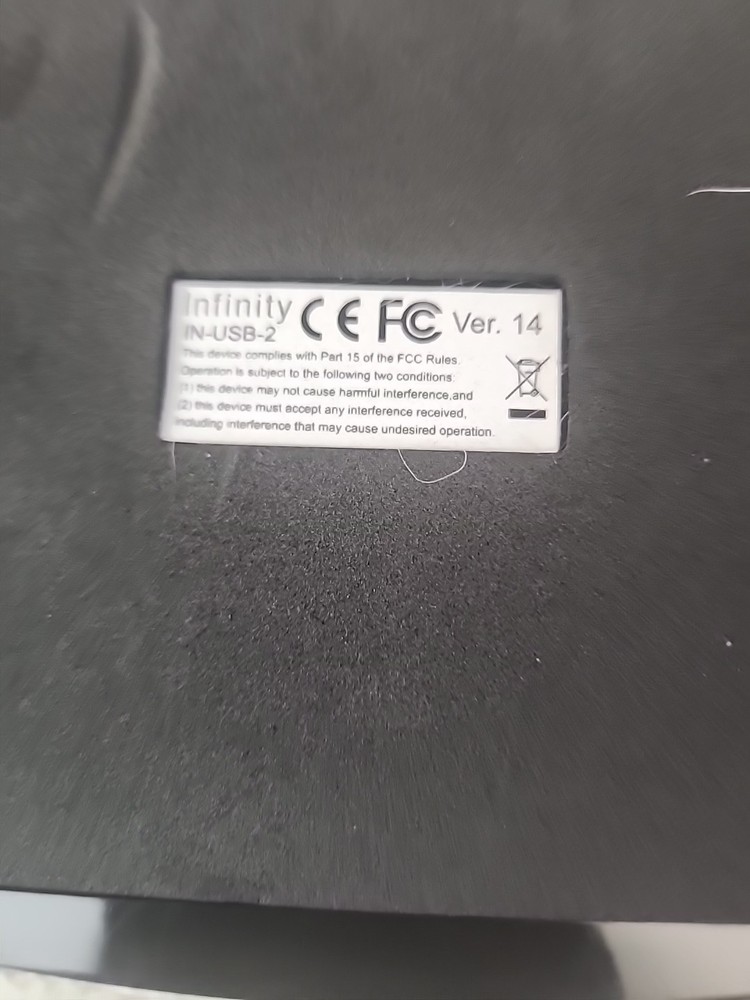 Infinity CE FC Ver. 14
IN-USB-2
This device complies with Part 15 of the FCC Rules.
Operation is subject to the following two conditions:
(1) this device may not cause harmful interference,and
(2) this device must accept any interference received,
including interference that may cause undesired operation.